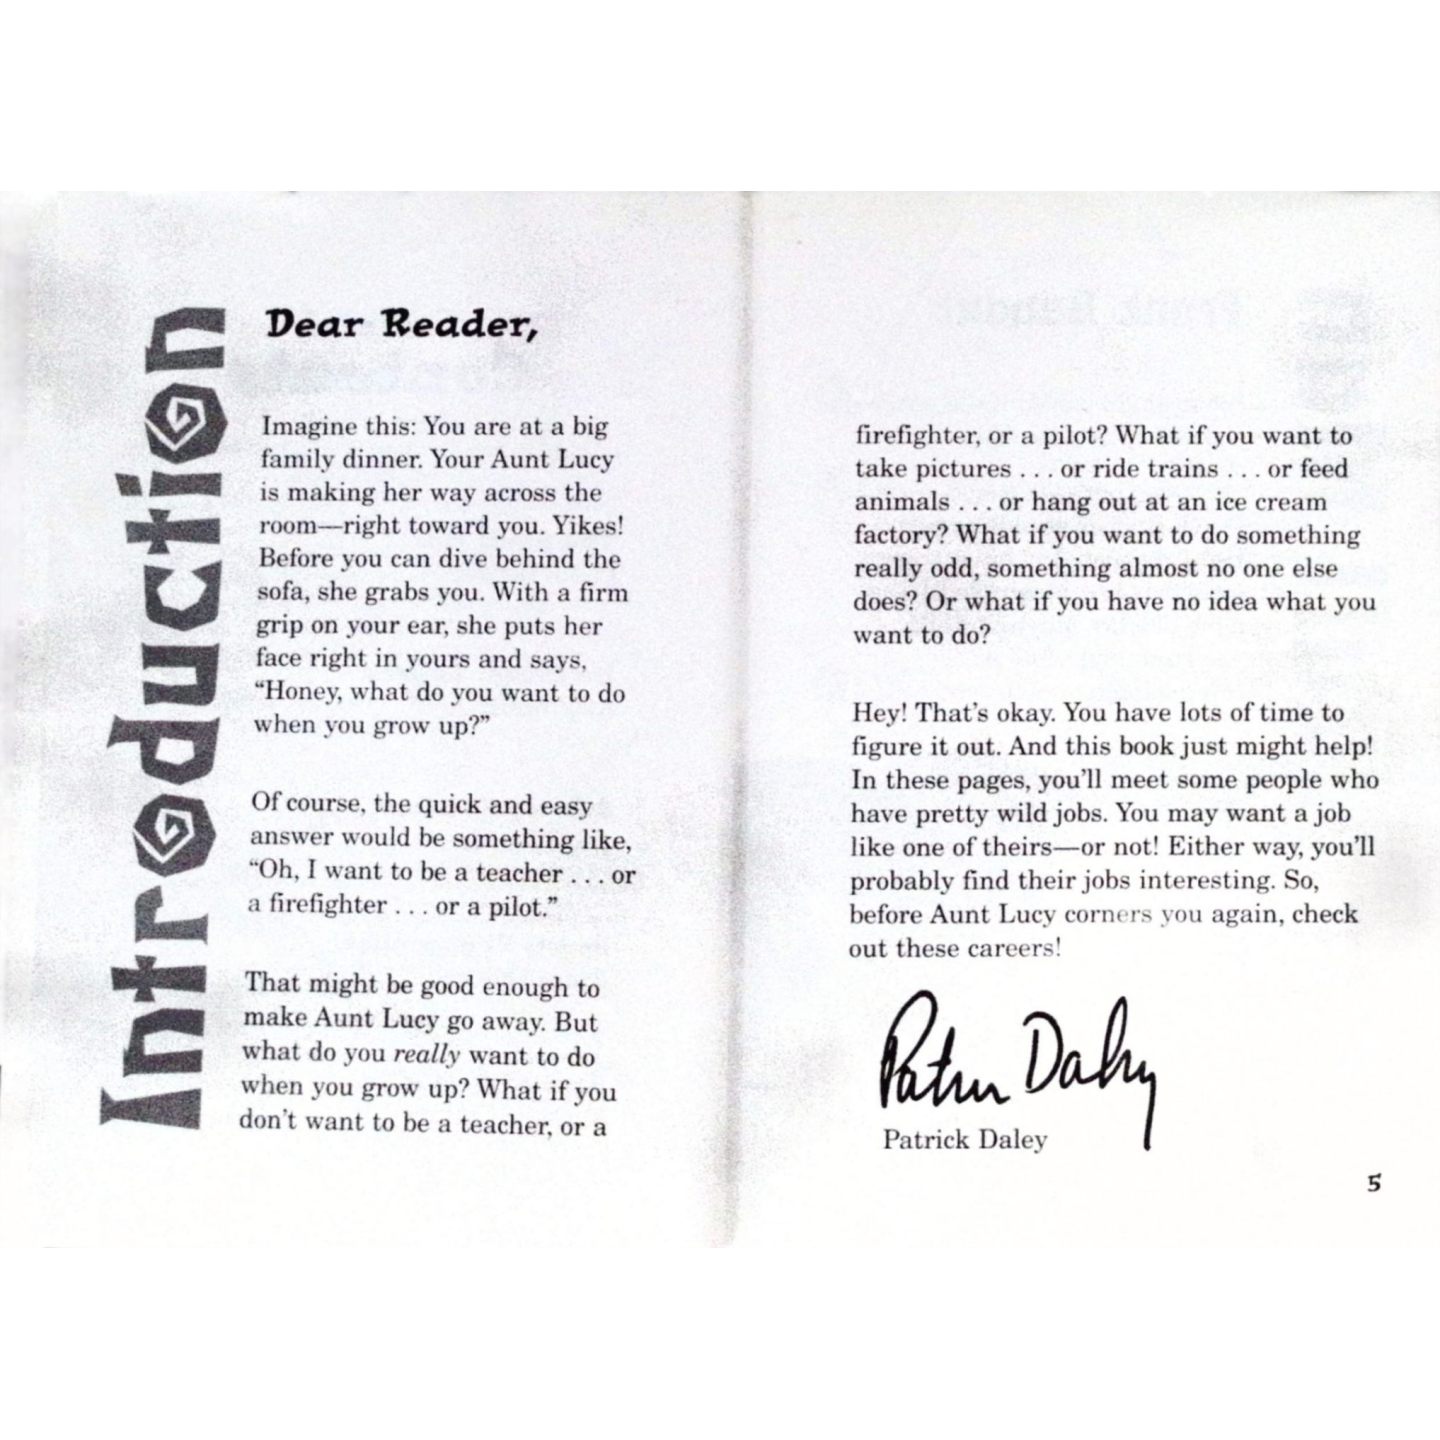 Introduction
Dear Reader,
Imagine this: You are at a big
family dinner. Your Aunt Lucy
is making her way across the
room—right toward you. Yikes!
Before you can dive behind the
sofa, she grabs you. With a firm
grip on your ear, she puts her
face right in yours and says,
“Honey, what do you want to do
when you grow up?”
Of course, the quick and easy
answer would be something like,
“Oh, I want to be a teacher . . . or
a firefighter . . . or a pilot.”
That might be good enough to
make Aunt Lucy go away. But
what do you really want to do
when you grow up? What if you
don’t want to be a teacher, or a
firefighter, or a pilot? What if you want to
take pictures . . . or ride trains . . . or feed
animals . . . or hang out at an ice cream
factory? What if you want to do something
really odd, something almost no one else
does? Or what if you have no idea what you
want to do?
Hey! That’s okay. You have lots of time to
figure it out. And this book just might help!
In these pages, you’ll meet some people who
have pretty wild jobs. You may want a job
like one of theirs—or not! Either way, you’ll
probably find their jobs interesting. So,
before Aunt Lucy corners you again, check
out these careers!
Patrick Daley
Patrick Daley
5